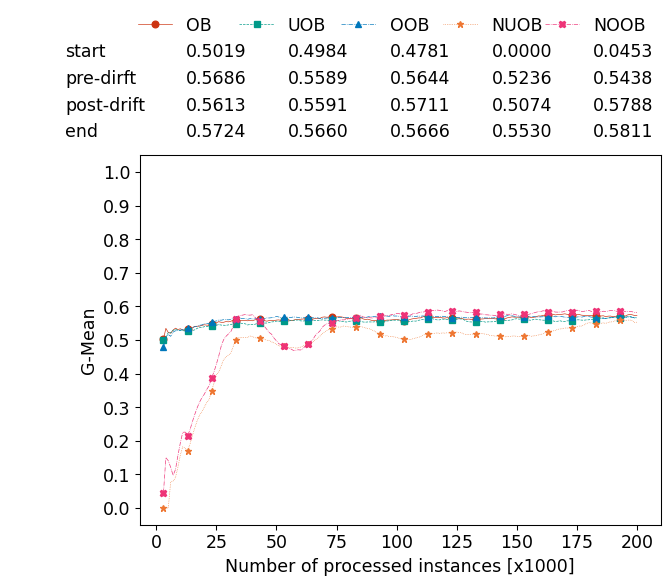 OB UOB OOB NUOB NOOB
start 0.5019 0.4984 0.4781 0.0000 0.0453
pre-dirft 0.5686 0.5589 0.5644 0.5236 0.5438
post-drift 0.5613 0.5591 0.5711 0.5074 0.5788
end 0.5724 0.5660 0.5666 0.5530 0.5811
1.0
0.9
0.8
0.7
0.6
0.5
0.4
0.3
0.2
0.1
0.0
G-Mean
0 25 50 75 100 125 150 175 200
Number of processed instances [x1000]